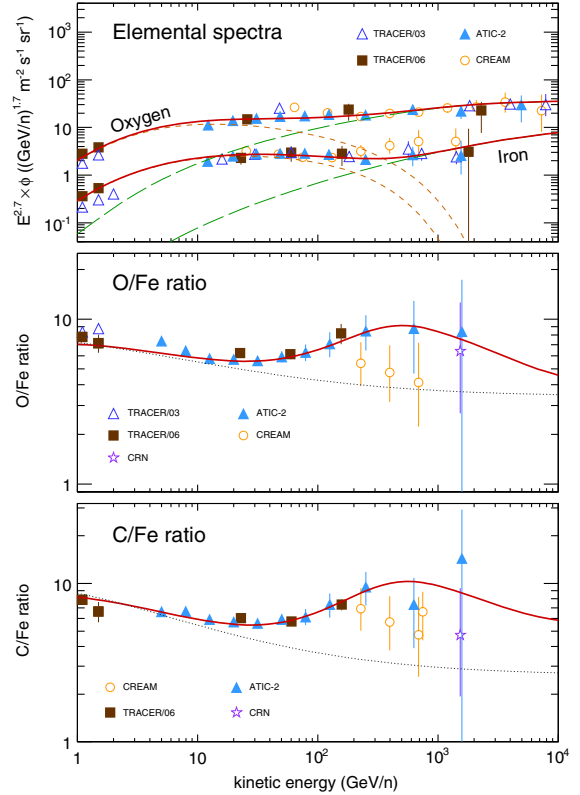 Elemental spectra
TRACER/03
ATIC-2
TRACER/06
CREAM
Oxygen
Iron
E^2.7 × ϕ ((GeV/n)^1.7 m^-2 s^-1 sr^-1)
10^3
10^2
10
1
10^-1
O/Fe ratio
TRACER/03
ATIC-2
TRACER/06
CREAM
CRN
O/Fe ratio
10
1
C/Fe ratio
CREAM
ATIC-2
TRACER/06
CRN
C/Fe ratio
10
1
1
10
10^2
10^3
10^4
kinetic energy (GeV/n)